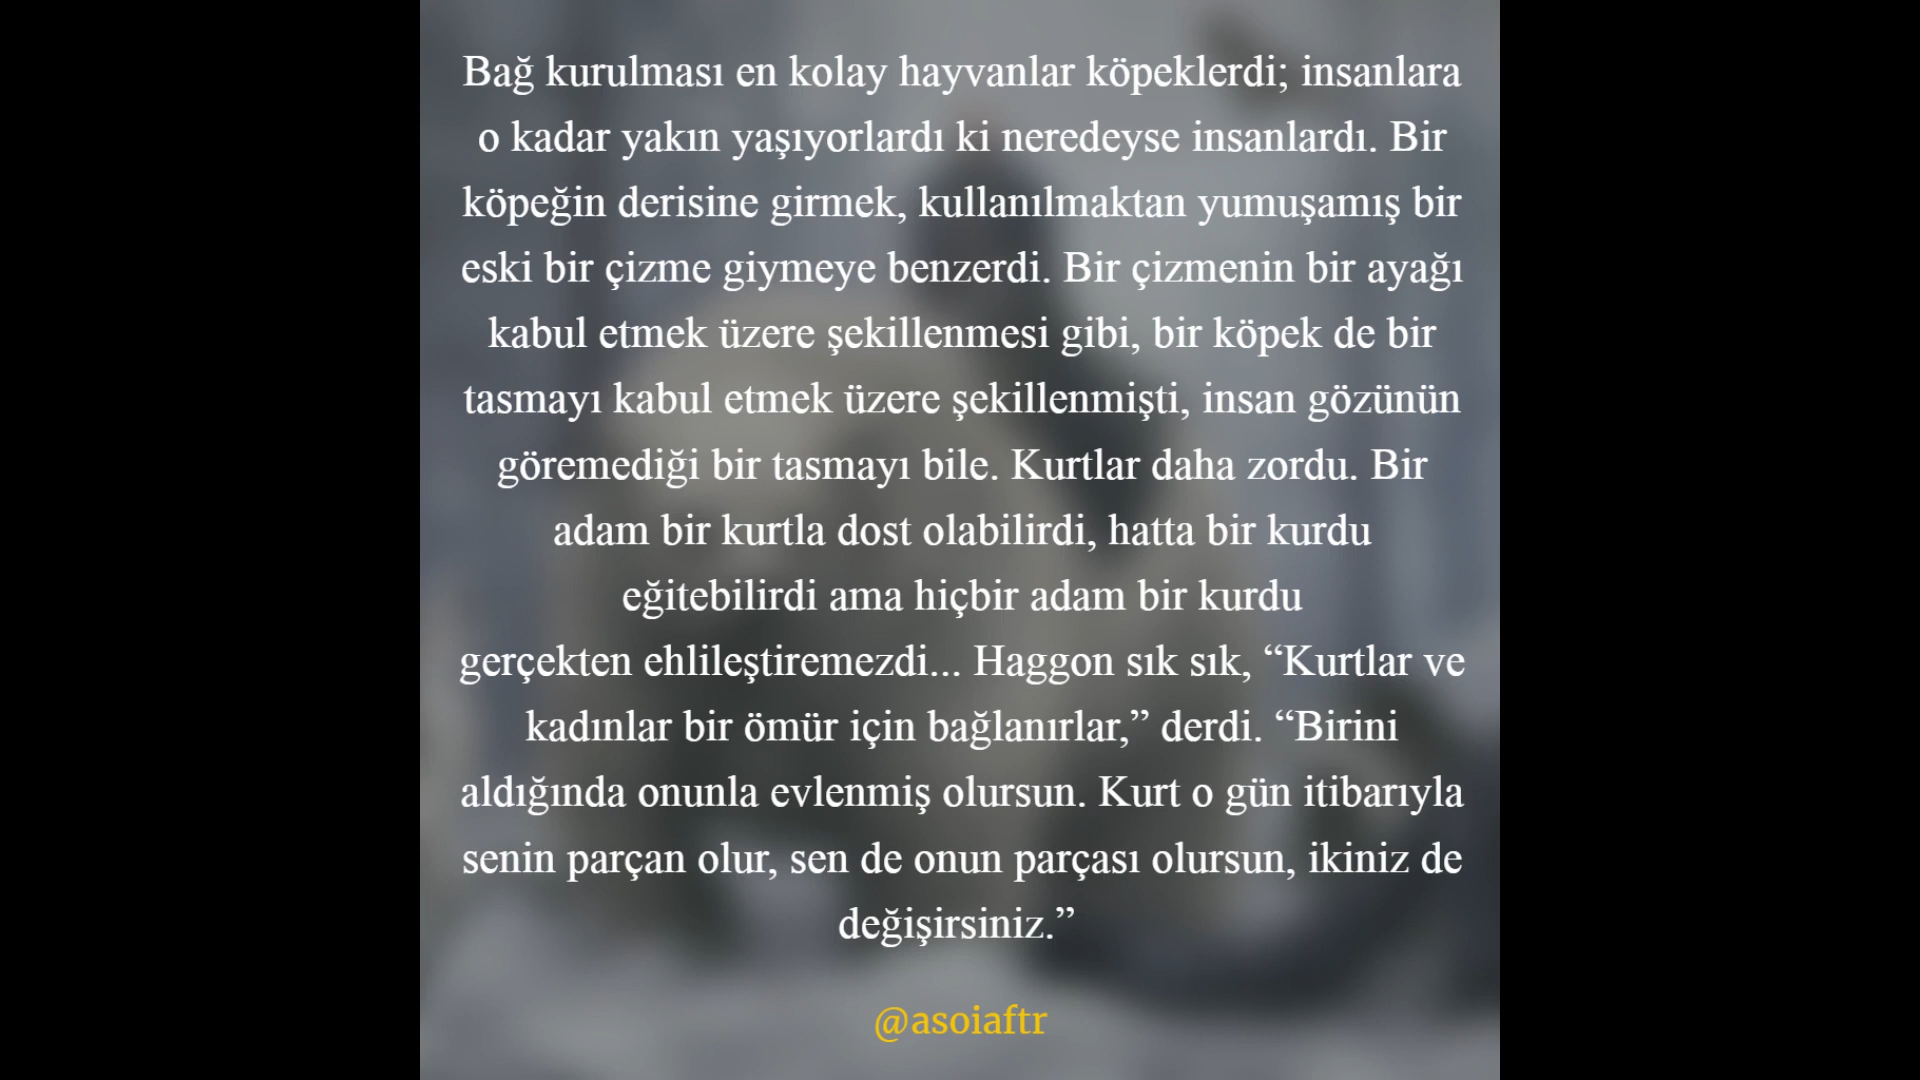 Bağ kurulması en kolay hayvanlar köpeklerdi; insanlara
o kadar yakın yaşıyorlardı ki neredeyse insanlardı. Bir
köpeğin derisine girmek, kullanılmaktan yumuşamış bir
eski bir çizme giymeye benzerdi. Bir çizmenin bir ayağı
kabul etmek üzere şekillenmesi gibi, bir köpek de bir
tasmayı kabul etmek üzere şekillenmişti, insan gözünün
göremediği bir tasmayı bile. Kurtlar daha zordu. Bir
adam bir kurtla dost olabilirdi, hatta bir kurdu
eğitebilirdi ama hiçbir adam bir kurdu
gerçekten ehlileştiremezdi... Haggon sık sık, “Kurtlar ve
kadınlar bir ömür için bağlanırlar,” derdi. “Birini
aldığında onunla evlenmiş olursun. Kurt o gün itibarıyla
senin parçan olur, sen de onun parçası olursun, ikiniz de
değişirsiniz.”
@asoiaftr